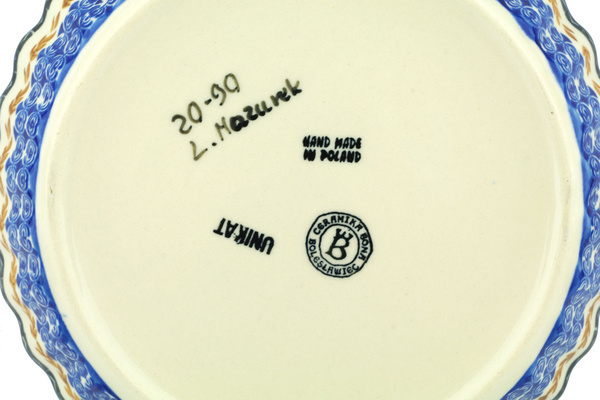 20-90
L. Mazurek
HAND MADE
IN POLAND
UNIKAT
CERAMIKA BONA
B
BOLESŁAWIEC